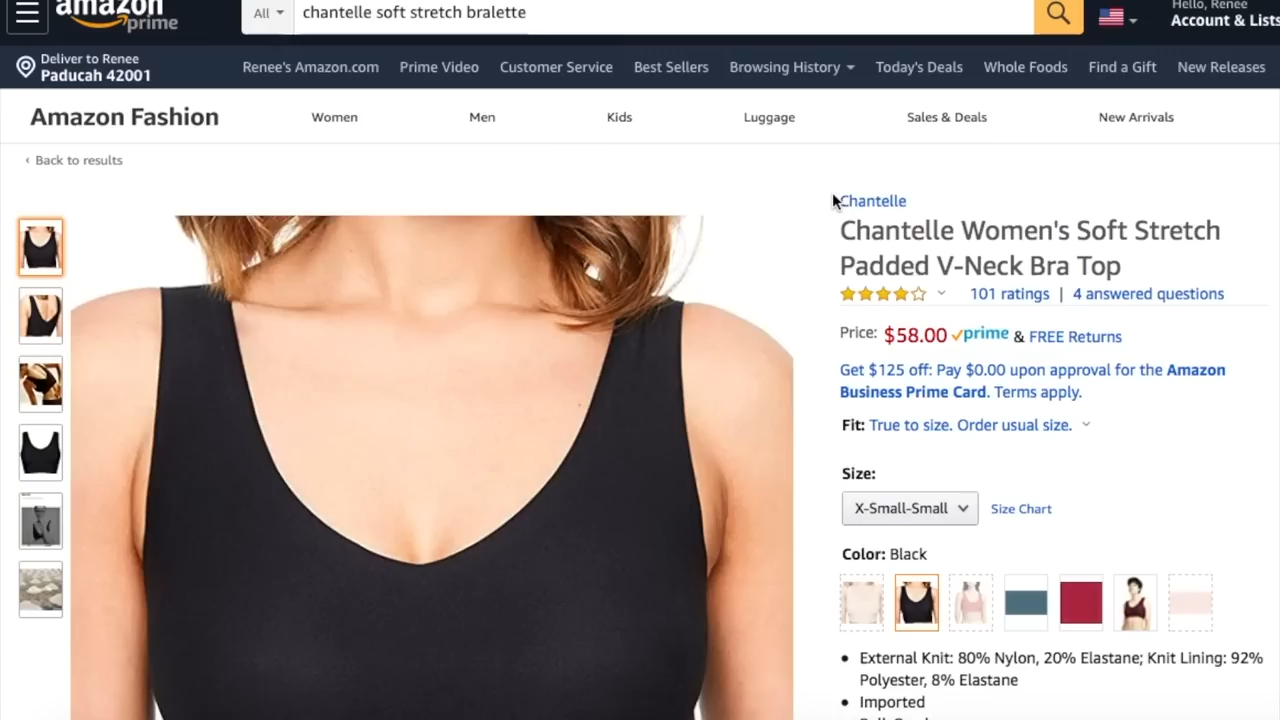 amazon
prime
All
chantelle soft stretch bralette
Hello, Renee
Account & Lists
Deliver to Renee
Paducah 42001
Renee's Amazon.com
Prime Video
Customer Service
Best Sellers
Browsing History
Today's Deals
Whole Foods
Find a Gift
New Releases
Amazon Fashion
Women
Men
Kids
Luggage
Sales & Deals
New Arrivals
‹ Back to results
Chantelle
Chantelle Women's Soft Stretch
Padded V-Neck Bra Top
101 ratings | 4 answered questions
Price: $58.00 prime & FREE Returns
Get $125 off: Pay $0.00 upon approval for the Amazon
Business Prime Card. Terms apply.
Fit: True to size. Order usual size.
Size:
X-Small-Small
Size Chart
Color: Black
• External Knit: 80% Nylon, 20% Elastane; Knit Lining: 92%
Polyester, 8% Elastane
• Imported